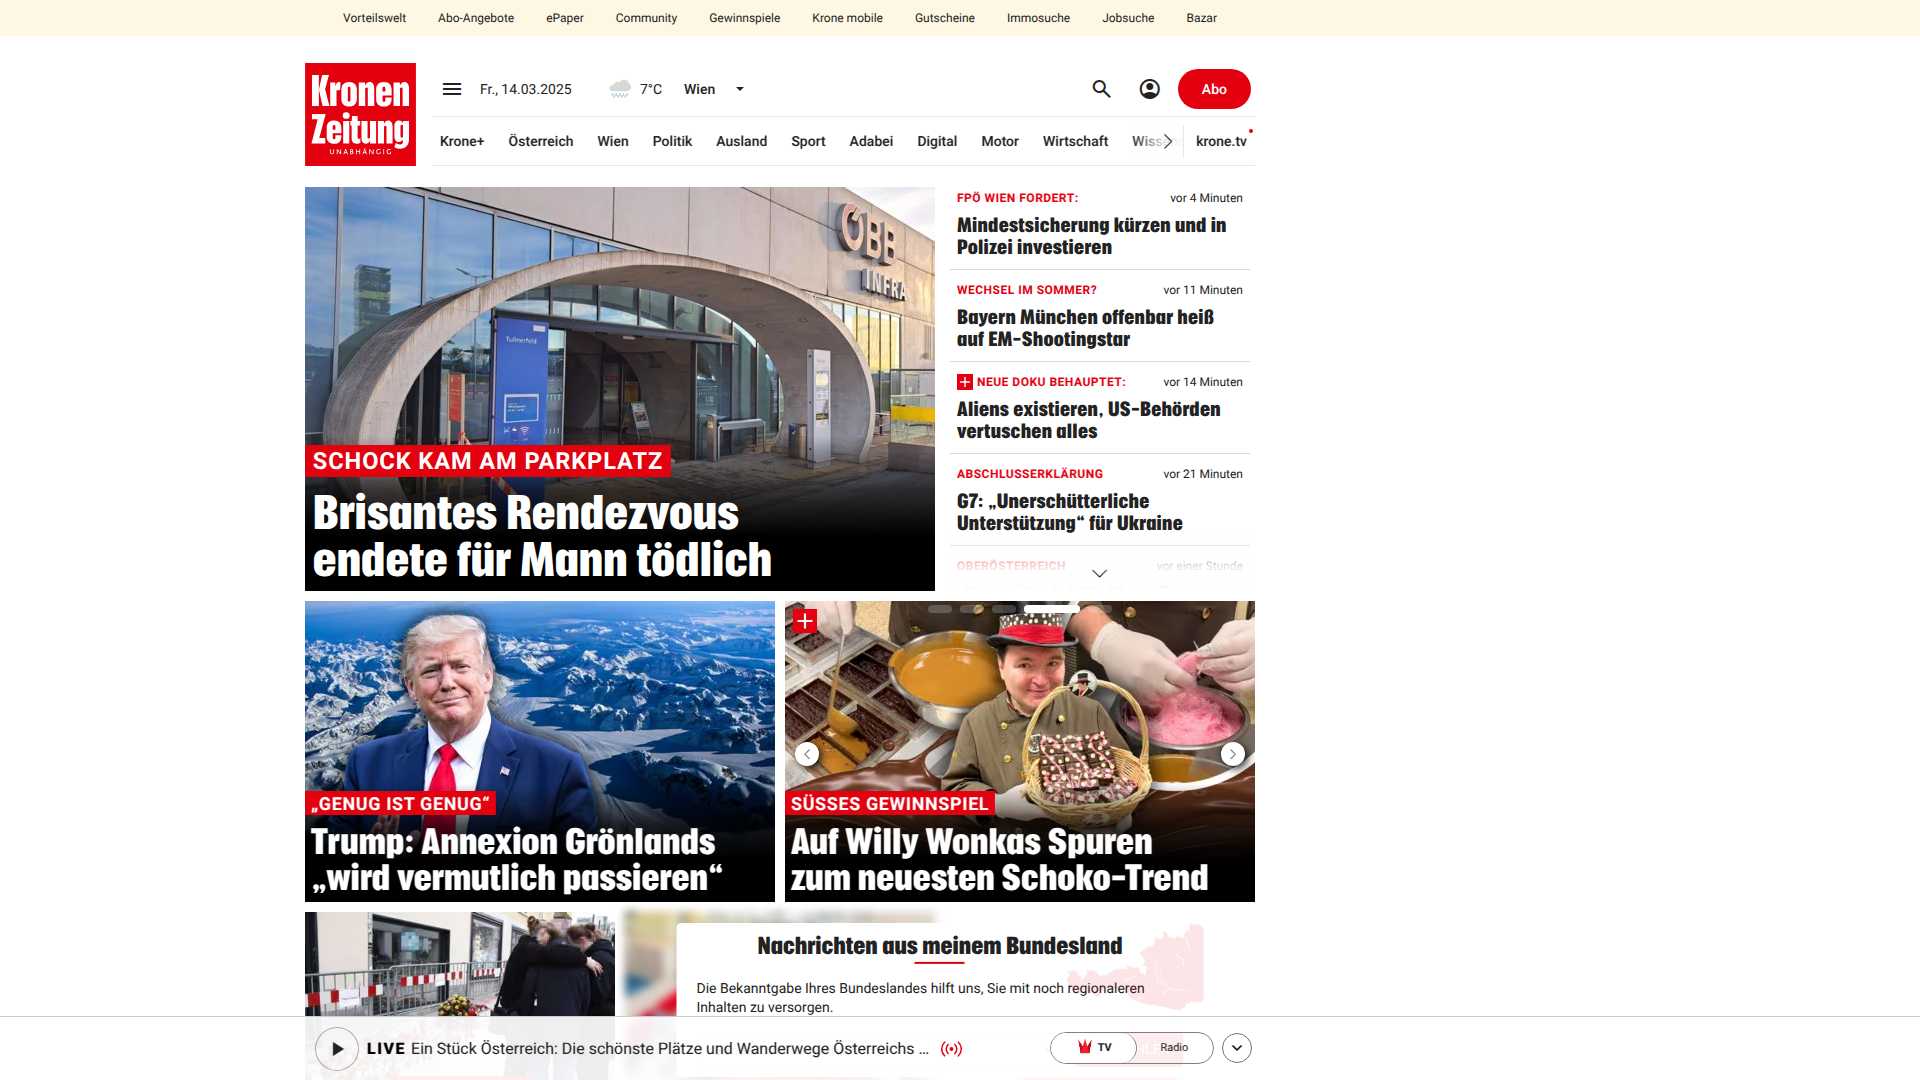 Vorteilswelt Abo-Angebote ePaper Community Gewinnspiele Krone mobile Gutscheine Immosuche Jobsuche Bazar
Kronen
Zeitung
UNABHÄNGIG
Fr., 14.03.2025 7°C Wien
Abo
Krone+ Österreich Wien Politik Ausland Sport Adabei Digital Motor Wirtschaft krone.tv
ÖBB
INFRA
Tullnerfeld
SCHOCK KAM AM PARKPLATZ
Brisantes Rendezvous
endete für Mann tödlich
FPÖ WIEN FORDERT: vor 4 Minuten
Mindestsicherung kürzen und in
Polizei investieren
WECHSEL IM SOMMER? vor 11 Minuten
Bayern München offenbar heiß
auf EM-Shootingstar
NEUE DOKU BEHAUPTET: vor 14 Minuten
Aliens existieren, US-Behörden
vertuschen alles
ABSCHLUSSERKLÄRUNG vor 21 Minuten
G7: „Unerschütterliche
Unterstützung“ für Ukraine
OBERÖSTERREICH vor einer Stunde
„GENUG IST GENUG“
Trump: Annexion Grönlands
„wird vermutlich passieren“
SÜSSES GEWINNSPIEL
Auf Willy Wonkas Spuren
zum neuesten Schoko-Trend
Nachrichten aus meinem Bundesland
Die Bekanntgabe Ihres Bundeslandes hilft uns, Sie mit noch regionaleren
Inhalten zu versorgen.
LIVE Ein Stück Österreich: Die schönste Plätze und Wanderwege Österreichs ...
TV Radio